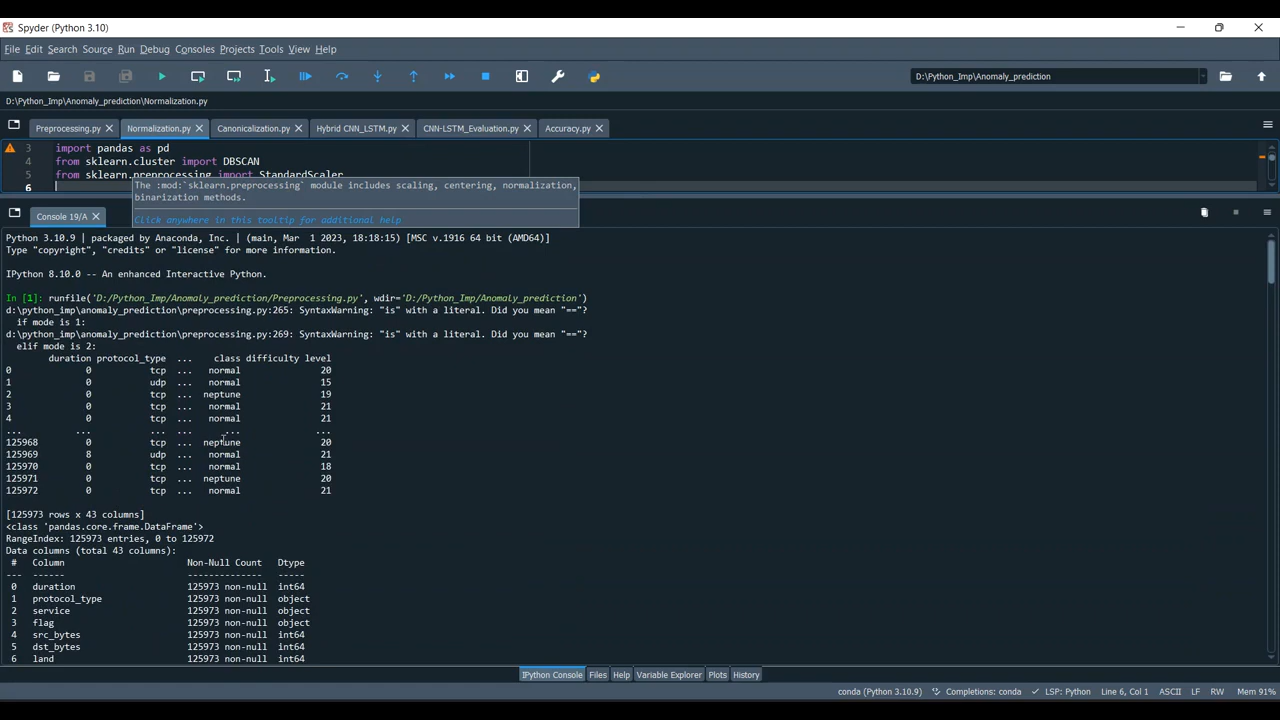 Spyder (Python 3.10)
File Edit Search Source Run Debug Consoles Projects Tools View Help
D:\Python_Imp\Anomaly_prediction
D:\Python_Imp\Anomaly_prediction\Normalization.py
Preprocessing.py Normalization.py Canonicalization.py Hybrid CNN_LSTM.py CNN-LSTM_Evaluation.py Accuracy.py
3 import pandas as pd
4 from sklearn.cluster import DBSCAN
5 from sklearn.preprocessing import StandardScaler
6
The :mod:`sklearn.preprocessing` module includes scaling, centering, normalization,
binarization methods.
Click anywhere in this tooltip for additional help
Console 19/A
Python 3.10.9 | packaged by Anaconda, Inc. | (main, Mar  1 2023, 18:18:15) [MSC v.1916 64 bit (AMD64)]
Type "copyright", "credits" or "license" for more information.
IPython 8.10.0 -- An enhanced Interactive Python.
In [1]: runfile('D:/Python_Imp/Anomaly_prediction/Preprocessing.py', wdir='D:/Python_Imp/Anomaly_prediction')
d:\python_imp\anomaly_prediction\preprocessing.py:265: SyntaxWarning: "is" with a literal. Did you mean "=="?
if mode is 1:
d:\python_imp\anomaly_prediction\preprocessing.py:269: SyntaxWarning: "is" with a literal. Did you mean "=="?
elif mode is 2:
duration protocol_type ... class difficulty level
0 0 tcp ... normal 20
1 0 udp ... normal 15
2 0 tcp ... neptune 19
3 0 tcp ... normal 21
4 0 tcp ... normal 21
... ... ... ... ... ...
125968 0 tcp ... neptune 20
125969 8 udp ... normal 21
125970 0 tcp ... normal 18
125971 0 tcp ... neptune 20
125972 0 tcp ... normal 21
[125973 rows x 43 columns]
<class 'pandas.core.frame.DataFrame'>
RangeIndex: 125973 entries, 0 to 125972
Data columns (total 43 columns):
# Column Non-Null Count Dtype
--- ------ -------------- -----
0 duration 125973 non-null int64
1 protocol_type 125973 non-null object
2 service 125973 non-null object
3 flag 125973 non-null object
4 src_bytes 125973 non-null int64
5 dst_bytes 125973 non-null int64
6 land 125973 non-null int64
IPython Console Files Help Variable Explorer Plots History
conda (Python 3.10.9) Completions: conda LSP: Python Line 6, Col 1 ASCII LF RW Mem 91%